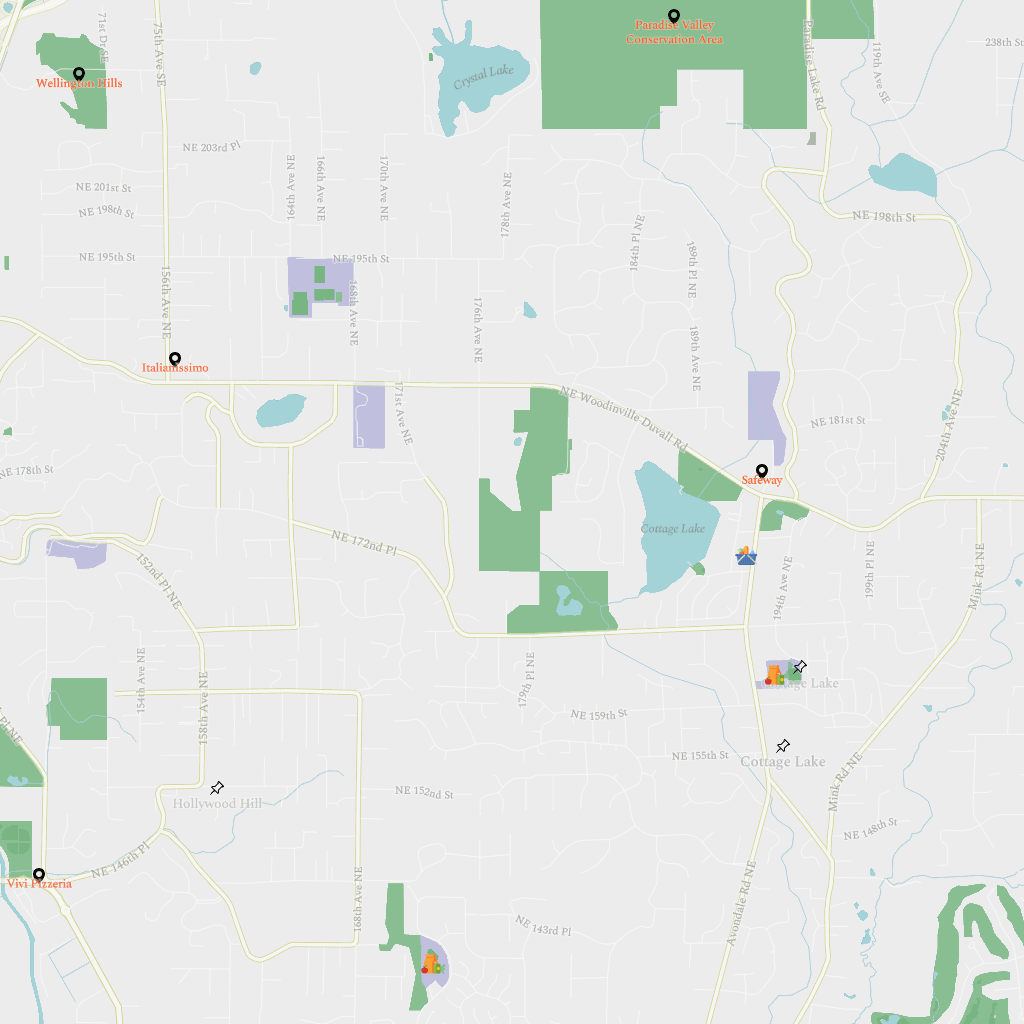 Paradise Valley
Conservation Area
71st Dr SE
75th Ave SE
Paradise Lake Rd
119th Ave SE
238th St
Crystal Lake
Wellington Hills
NE 203rd Pl
164th Ave NE
166th Ave NE
170th Ave NE
178th Ave NE
NE 201st St
NE 198th St
NE 198th St
184th Pl NE
189th Pl NE
NE 195th St
NE 195th St
156th Ave NE
168th Ave NE
176th Ave NE
189th Ave NE
Italianissimo
171st Ave NE
NE Woodinville Duvall Rd
NE 181st St
204th Ave NE
NE 178th St
Safeway
Cottage Lake
NE 172nd Pl
152nd Pl NE
194th Ave NE
199th Pl NE
Mink Rd NE
154th Ave NE
158th Ave NE
179th Pl NE
Cottage Lake
NE 159th St
Pl NE
NE 155th St
Cottage Lake
Mink Rd NE
NE 152nd St
Hollywood Hill
NE 148th St
NE 146th Pl
Vivi Pizzeria
168th Ave NE
Avondale Rd NE
NE 143rd Pl